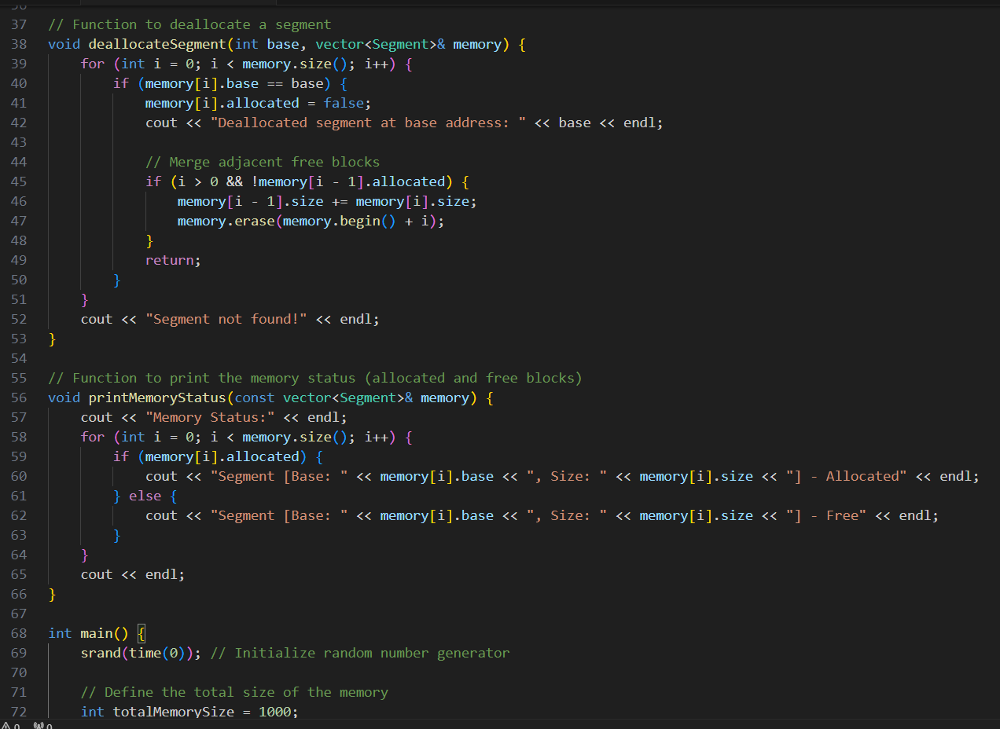 36
37 // Function to deallocate a segment
38 void deallocateSegment(int base, vector<Segment>& memory) {
39     for (int i = 0; i < memory.size(); i++) {
40         if (memory[i].base == base) {
41             memory[i].allocated = false;
42             cout << "Deallocated segment at base address: " << base << endl;
43
44             // Merge adjacent free blocks
45             if (i > 0 && !memory[i - 1].allocated) {
46                 memory[i - 1].size += memory[i].size;
47                 memory.erase(memory.begin() + i);
48             }
49             return;
50         }
51     }
52     cout << "Segment not found!" << endl;
53 }
54
55 // Function to print the memory status (allocated and free blocks)
56 void printMemoryStatus(const vector<Segment>& memory) {
57     cout << "Memory Status:" << endl;
58     for (int i = 0; i < memory.size(); i++) {
59         if (memory[i].allocated) {
60             cout << "Segment [Base: " << memory[i].base << ", Size: " << memory[i].size << "] - Allocated" << endl;
61         } else {
62             cout << "Segment [Base: " << memory[i].base << ", Size: " << memory[i].size << "] - Free" << endl;
63         }
64     }
65     cout << endl;
66 }
67
68 int main() {
69     srand(time(0)); // Initialize random number generator
70
71     // Define the total size of the memory
72     int totalMemorySize = 1000;
0 0